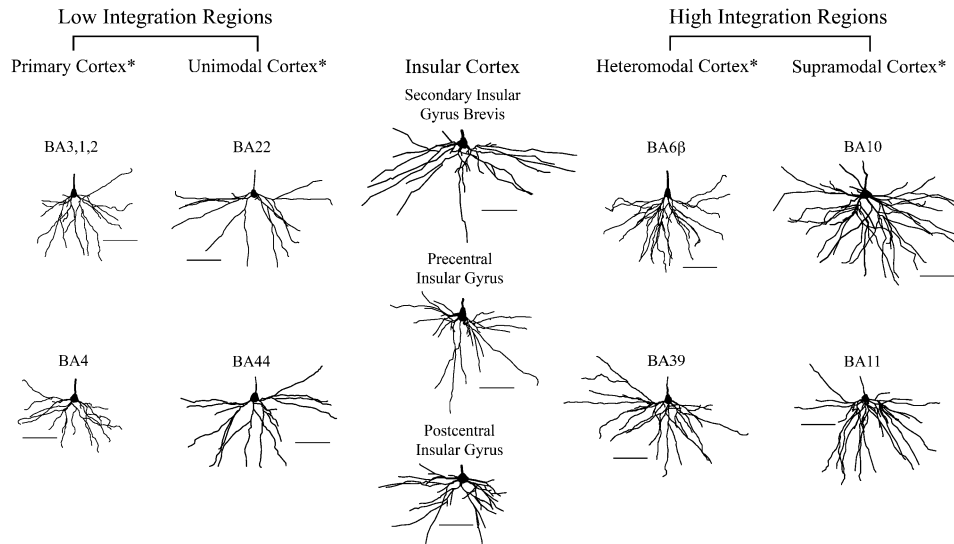 Low Integration Regions
High Integration Regions
Primary Cortex*
Unimodal Cortex*
Insular Cortex
Heteromodal Cortex*
Supramodal Cortex*
Secondary Insular
Gyrus Brevis
BA3,1,2
BA22
BA6β
BA10
Precentral
Insular Gyrus
BA4
BA44
BA39
BA11
Postcentral
Insular Gyrus